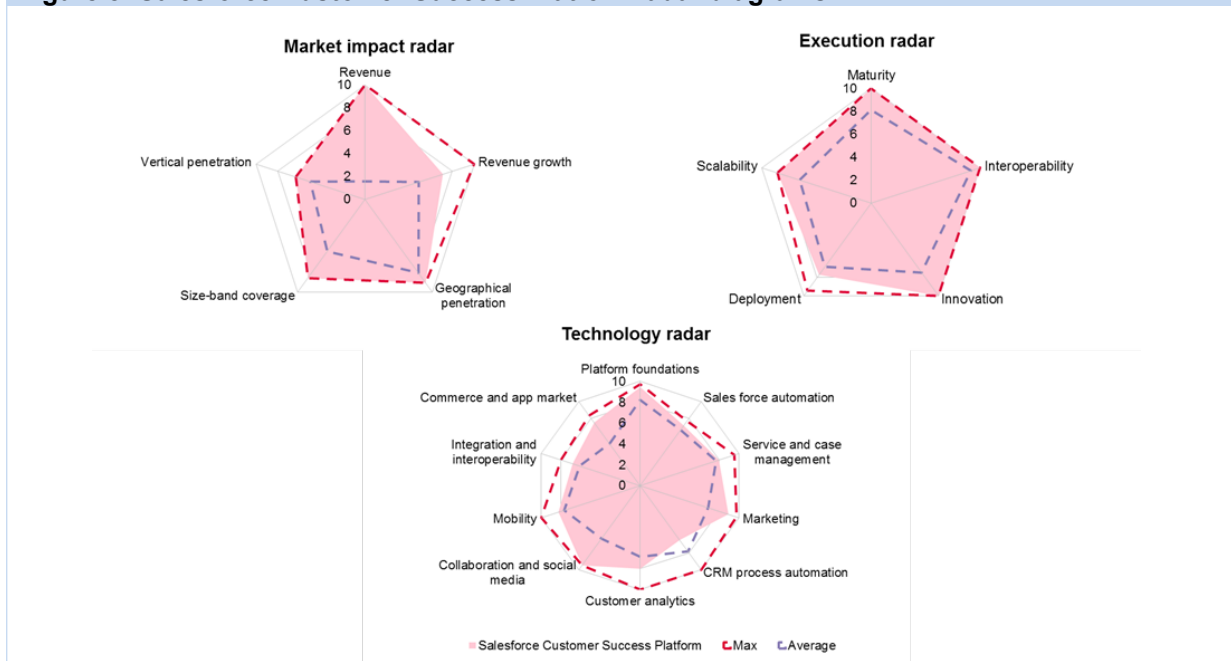 Market impact radar
Revenue
10
8
6
4
2
0
Vertical penetration
Revenue growth
Size-band coverage
Geographical
penetration
Execution radar
Maturity
10
8
6
4
2
0
Scalability
Interoperability
Deployment
Innovation
Technology radar
Platform foundations
10
8
6
4
2
0
Commerce and app market
Sales force automation
Integration and
interoperability
Service and case
management
Mobility
Marketing
Collaboration and social
media
CRM process automation
Customer analytics
Salesforce Customer Success Platform
Max
Average